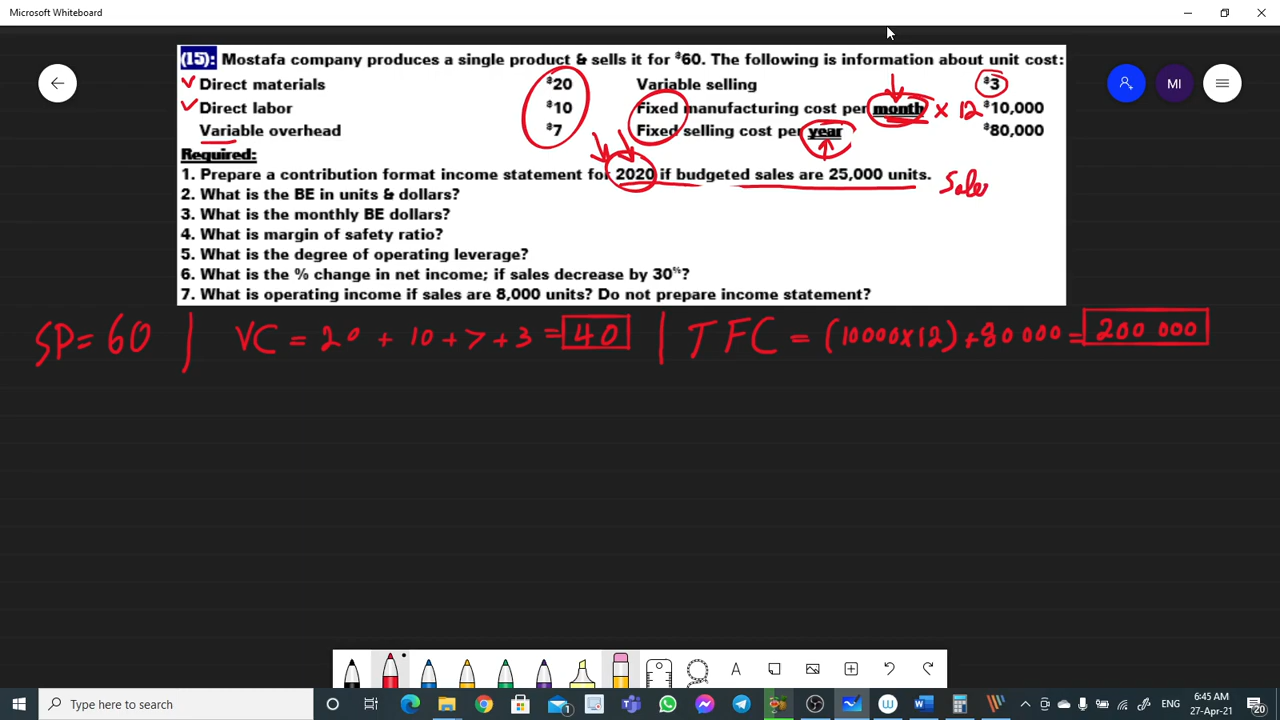 Microsoft Whiteboard
(15): Mostafa company produces a single product & sells it for $60. The following is information about unit cost:
Direct materials $20 Variable selling $3
Direct labor $10 Fixed manufacturing cost per month × 12 $10,000
Variable overhead $7 Fixed selling cost per year $80,000
Required:
1. Prepare a contribution format income statement for 2020 if budgeted sales are 25,000 units. Sales
2. What is the BE in units & dollars?
3. What is the monthly BE dollars?
4. What is margin of safety ratio?
5. What is the degree of operating leverage?
6. What is the % change in net income; if sales decrease by 30%?
7. What is operating income if sales are 8,000 units? Do not prepare income statement?
SP = 60 | VC = 20 + 10 + 7 + 3 = 40 | TFC = (10000x12) + 80 000 = 200 000
MI
A
Type here to search
6:45 AM
ENG
27-Apr-21
20